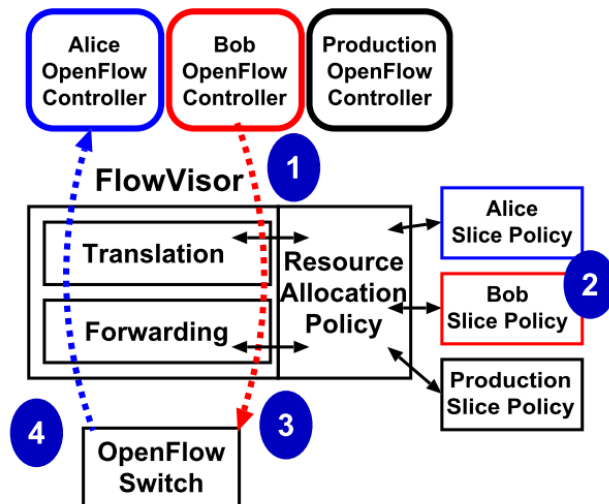 Alice
OpenFlow
Controller
Bob
OpenFlow
Controller
Production
OpenFlow
Controller
1
FlowVisor
Translation
Forwarding
Resource
Allocation
Policy
Alice
Slice Policy
2
Bob
Slice Policy
Production
Slice Policy
4
3
OpenFlow
Switch